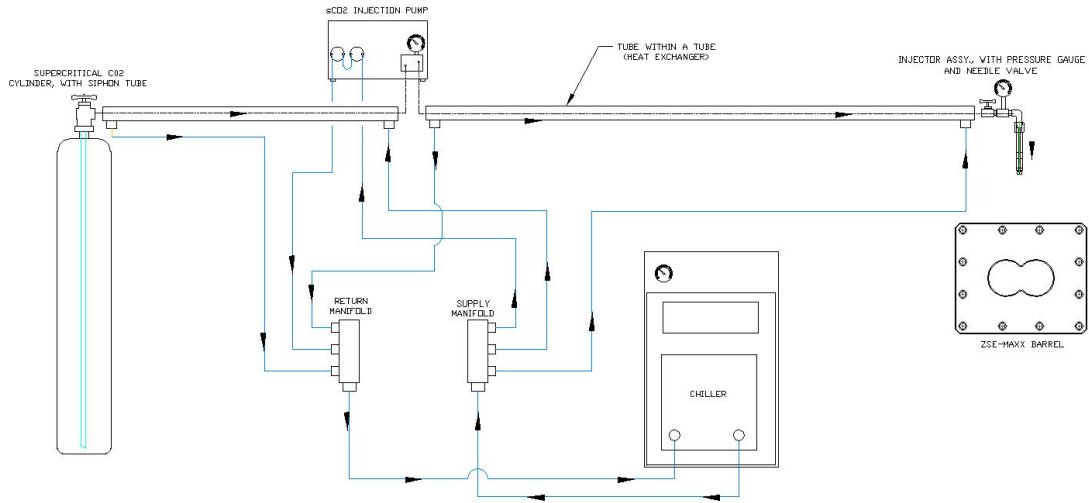 sCO2 INJECTION PUMP
TUBE WITHIN A TUBE
(HEAT EXCHANGER)
SUPERCRITICAL CO2
CYLINDER, WITH SIPHON TUBE
INJECTOR ASSY., WITH PRESSURE GAUGE
AND NEEDLE VALVE
RETURN
MANIFOLD
SUPPLY
MANIFOLD
ZSE-MAXX BARREL
CHILLER